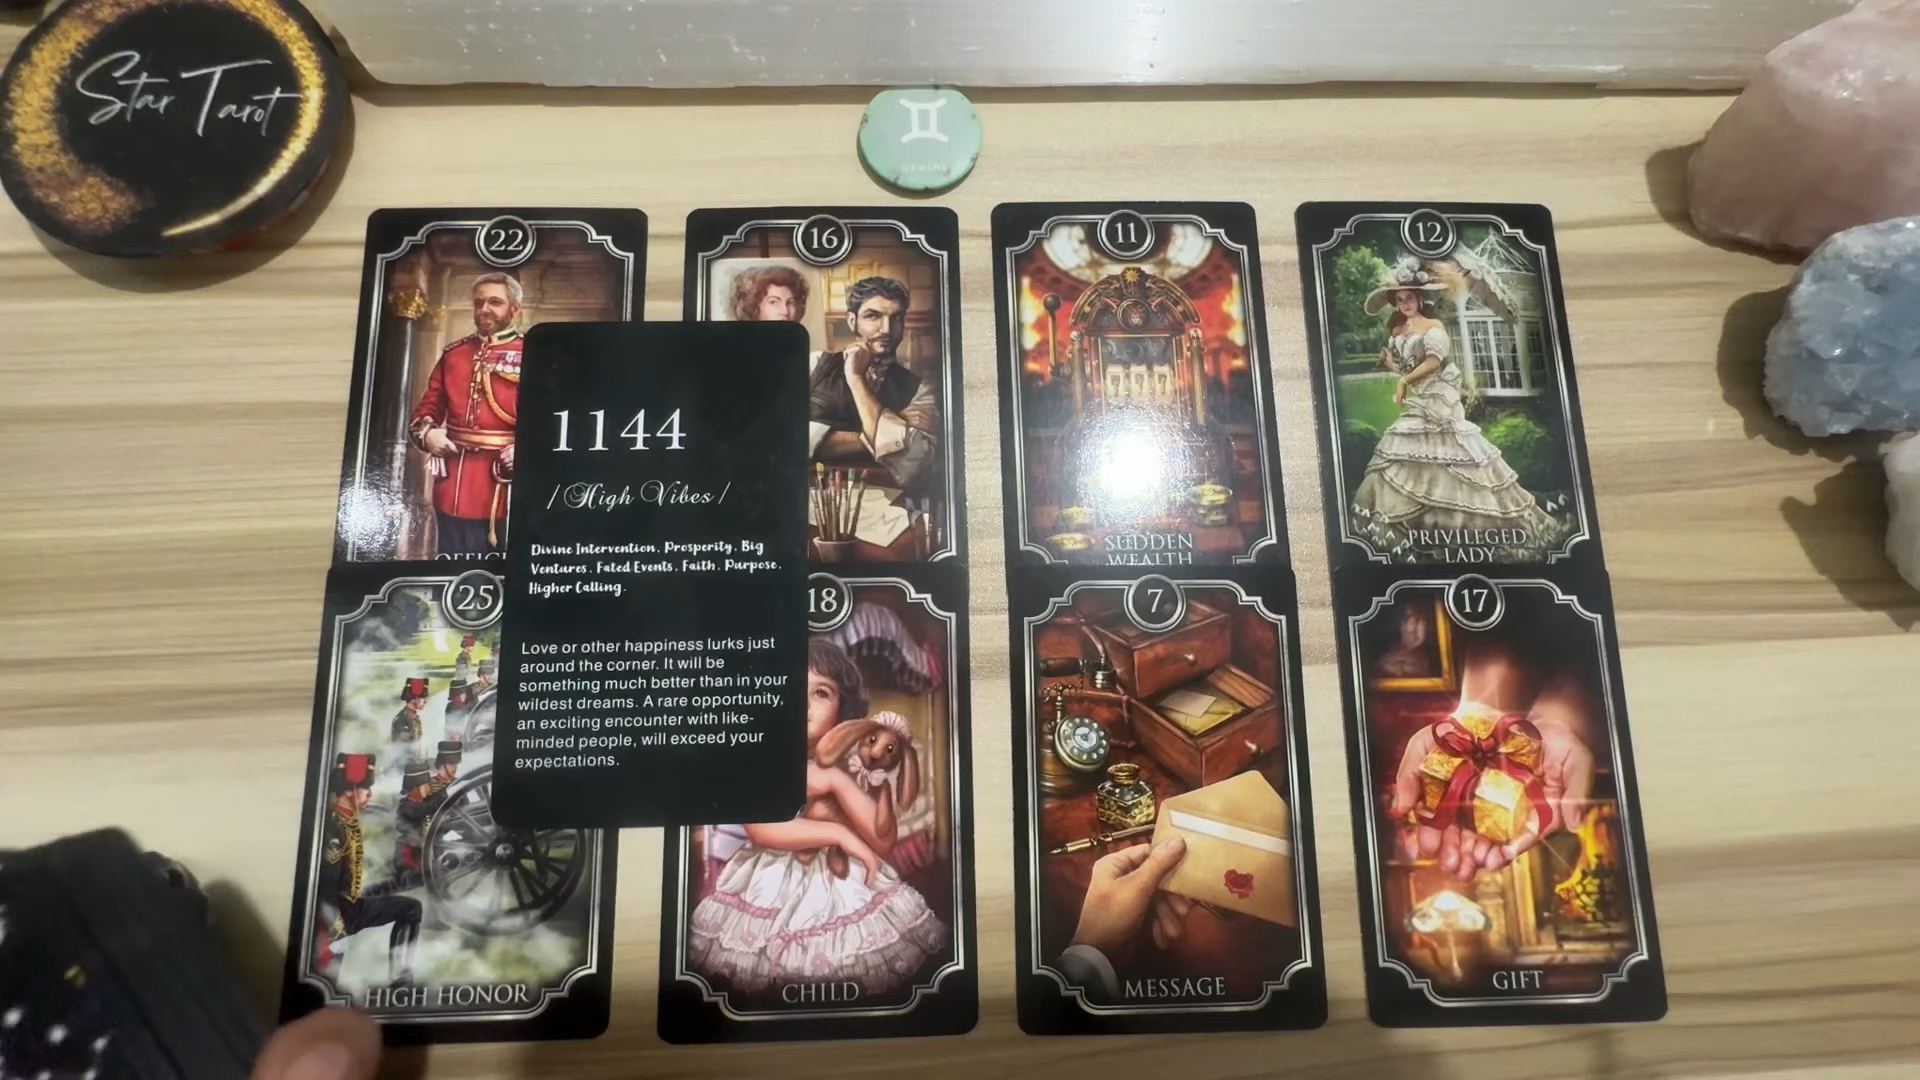 Star Tarot
GEMINI
22
16
11
12
777
SUDDEN
WEALTH
PRIVILEGED
LADY
1144
/High Vibes/
Divine Intervention, Prosperity, Big
Ventures, Fated Events, Faith, Purpose,
Higher Calling.
Love or other happiness lurks just
around the corner. It will be
something much better than in your
wildest dreams. A rare opportunity,
an exciting encounter with like-
minded people, will exceed your
expectations.
25
18
7
17
HIGH HONOR
CHILD
MESSAGE
GIFT